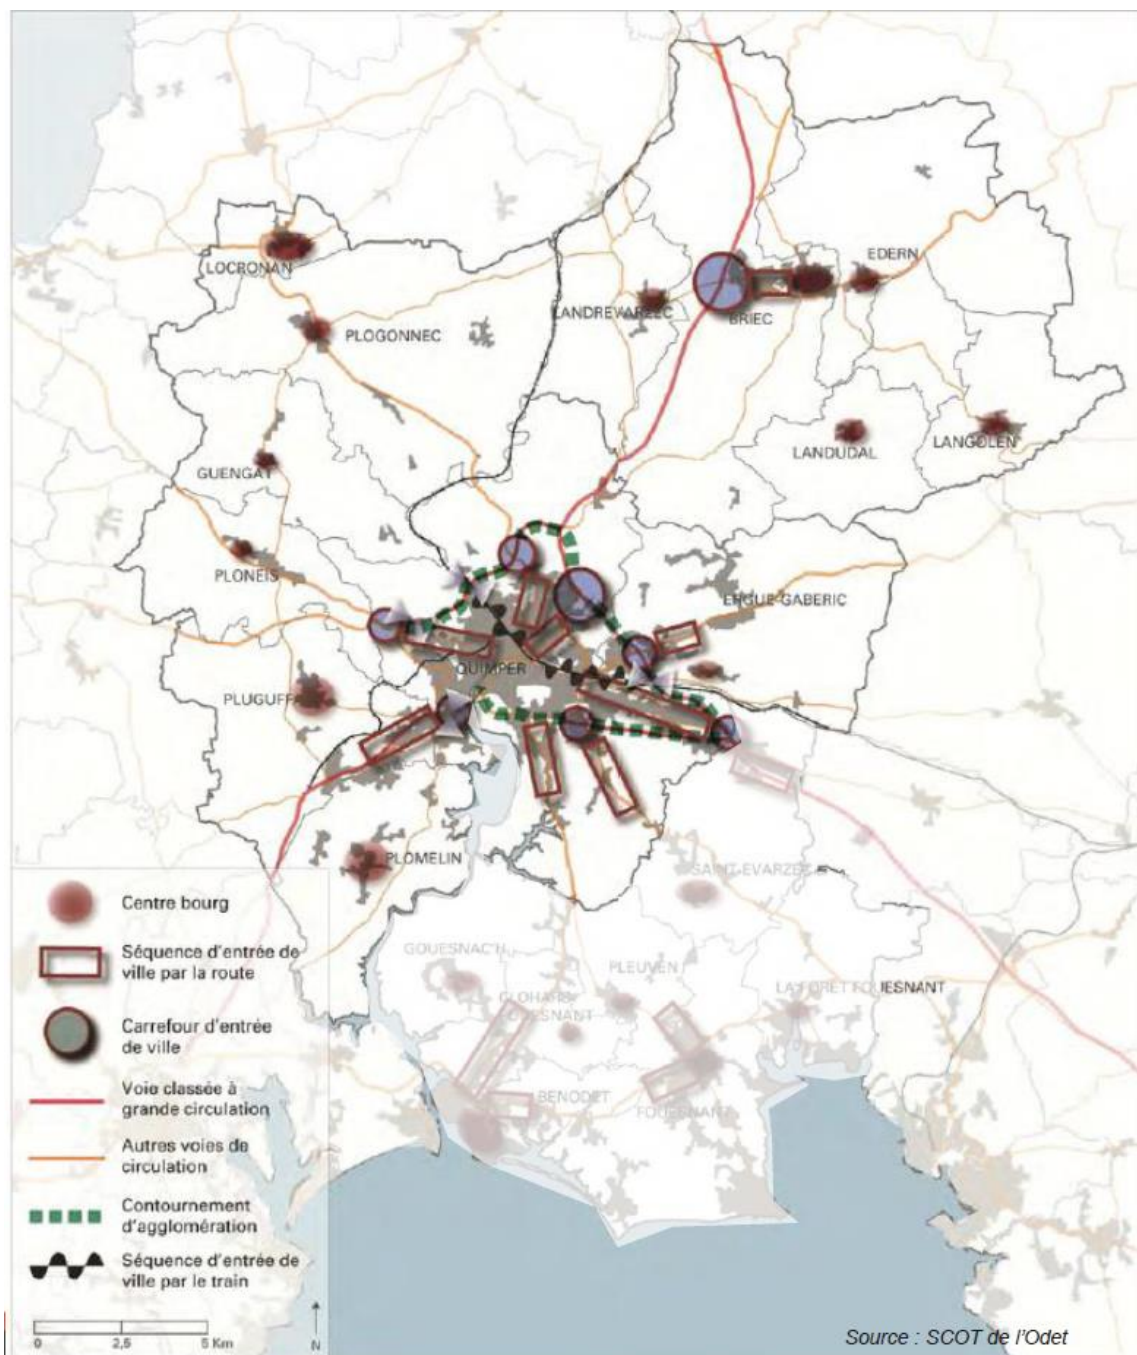 LOCRONAN
PLOGONNEC
LANDREVARZEC
BRIEC
EDERN
GUENGAT
LANDUDAL
LANGOLEN
PLONEIS
ERGUE-GABERIC
QUIMPER
PLUGUFF
PLOMELIN
SAINT-EVARZEC
GOUESNAC'H
PLEUVEN
CLOHARS
FOUESNANT
LA FORET FOUESNANT
BENODET
FOUESNANT
Centre bourg
Séquence d'entrée de
ville par la route
Carrefour d'entrée
de ville
Voie classée à
grande circulation
Autres voies de
circulation
Contournement
d'agglomération
Séquence d'entrée de
ville par le train
0 2,5 5 Km
N
Source : SCOT de l'Odet